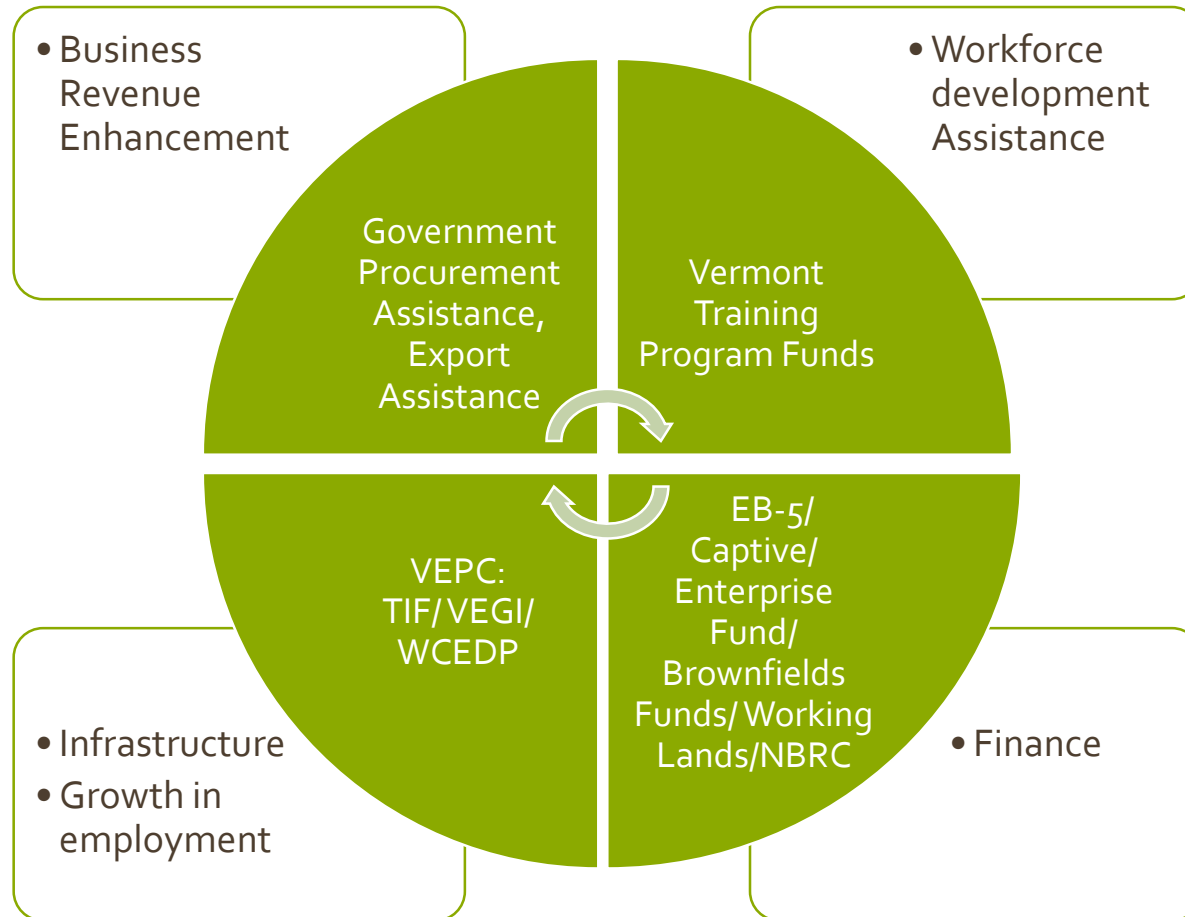 • Business
Revenue
Enhancement
• Workforce
development
Assistance
Government
Procurement
Assistance,
Export
Assistance
Vermont
Training
Program Funds
VEPC:
TIF/ VEGI/
WCEDP
EB-5/
Captive/
Enterprise
Fund/
Brownfields
Funds/ Working
Lands/NBRC
• Infrastructure
• Growth in
employment
• Finance